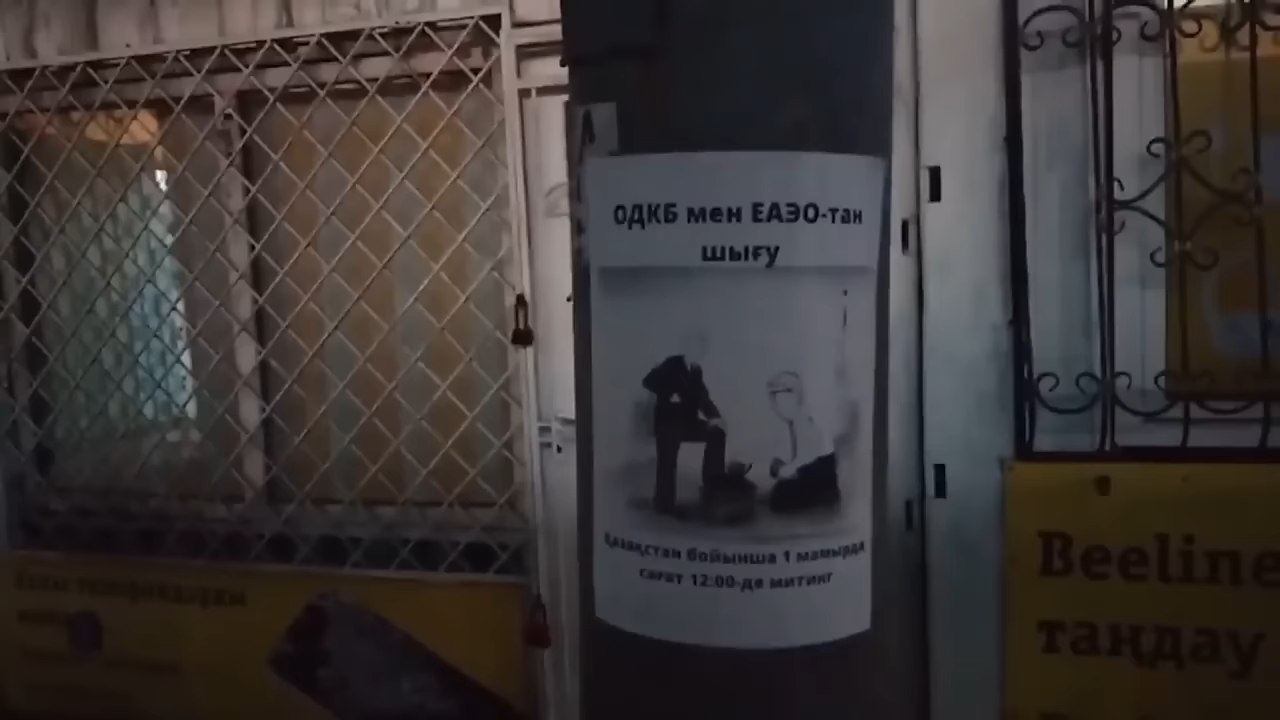 ОДКБ мен ЕАЭО-тан
шығу
Қазақстан бойынша 1 мамырда
сағат 12:00-де митинг
Beeline
таңдау